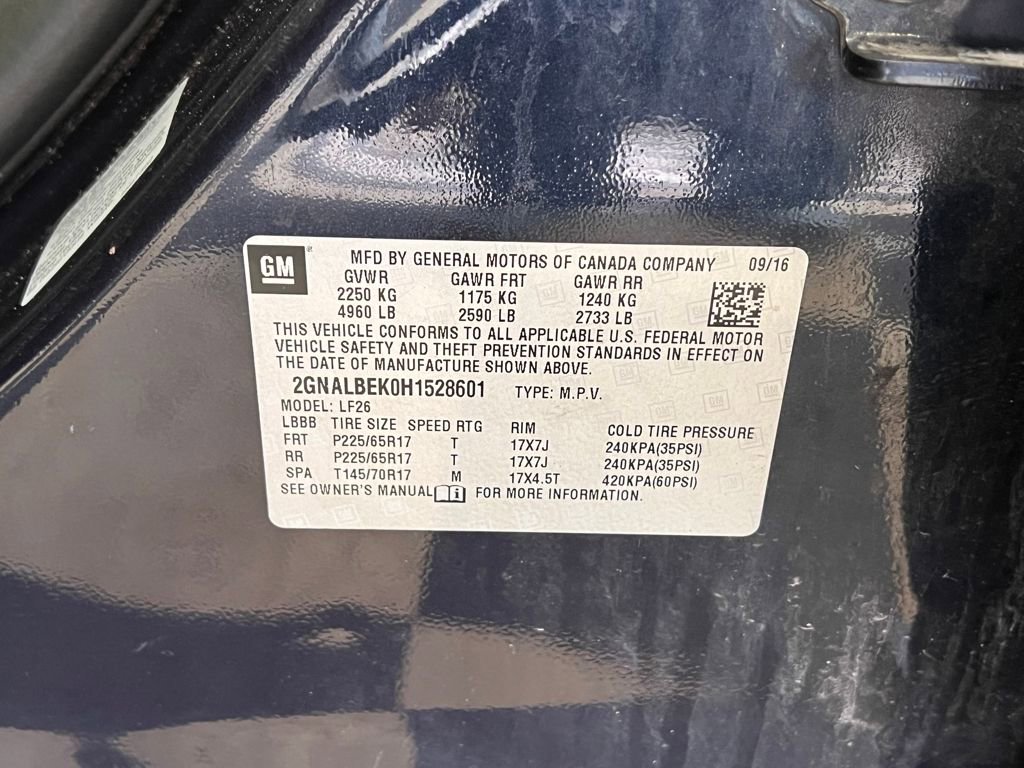 GM
MFD BY GENERAL MOTORS OF CANADA COMPANY 09/16
GVWR GAWR FRT GAWR RR
2250 KG 1175 KG 1240 KG
4960 LB 2590 LB 2733 LB
THIS VEHICLE CONFORMS TO ALL APPLICABLE U.S. FEDERAL MOTOR
VEHICLE SAFETY AND THEFT PREVENTION STANDARDS IN EFFECT ON
THE DATE OF MANUFACTURE SHOWN ABOVE.
2GNALBEK0H1528601 TYPE: M.P.V.
MODEL: LF26
LBBB TIRE SIZE SPEED RTG RIM COLD TIRE PRESSURE
FRT P225/65R17 T 17X7J 240KPA(35PSI)
RR P225/65R17 T 17X7J 240KPA(35PSI)
SPA T145/70R17 M 17X4.5T 420KPA(60PSI)
SEE OWNER'S MANUAL FOR MORE INFORMATION.